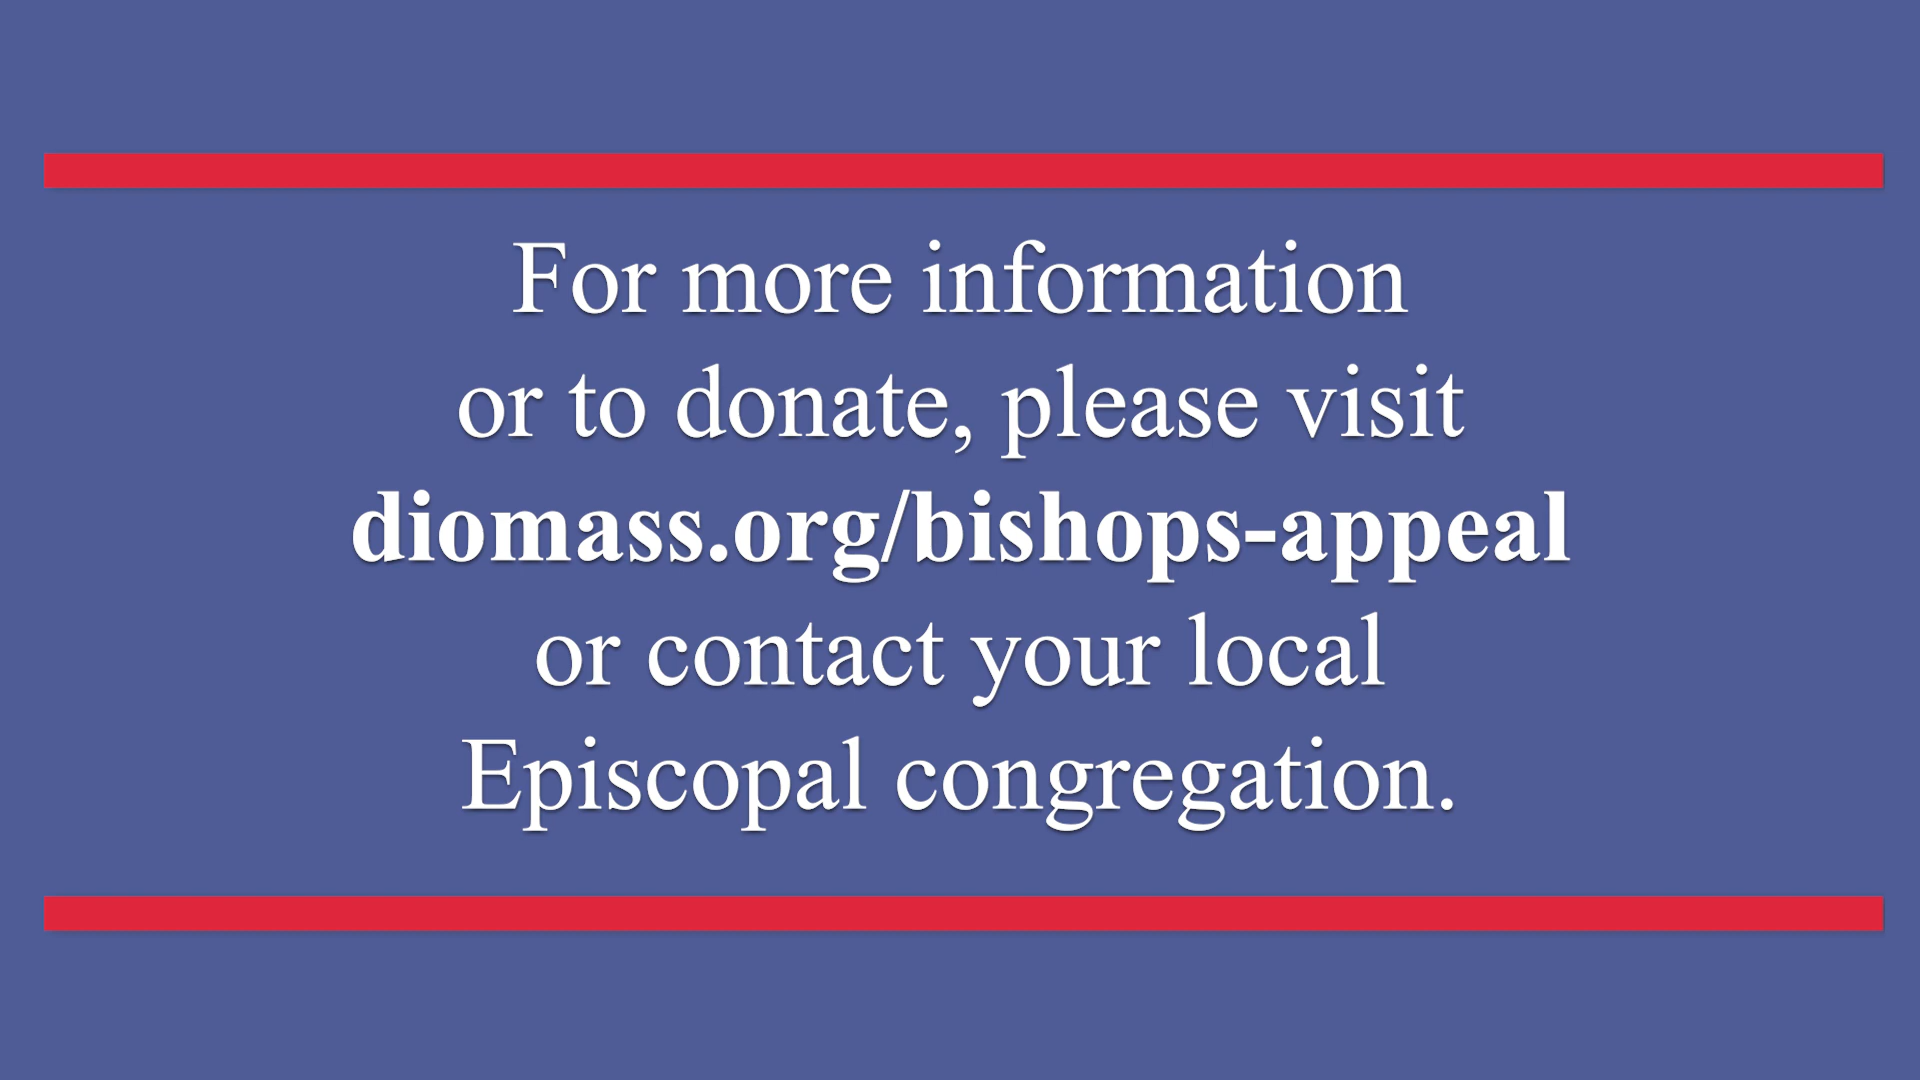 For more information
or to donate, please visit
diomass.org/bishops-appeal
or contact your local
Episcopal congregation.